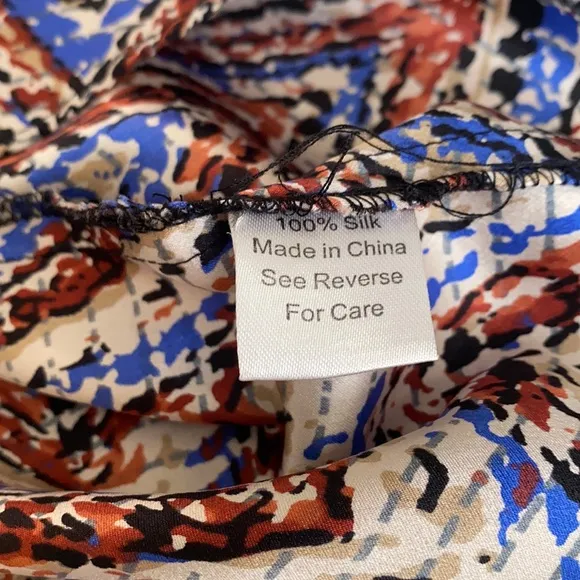 100% Silk
Made in China
See Reverse
For Care